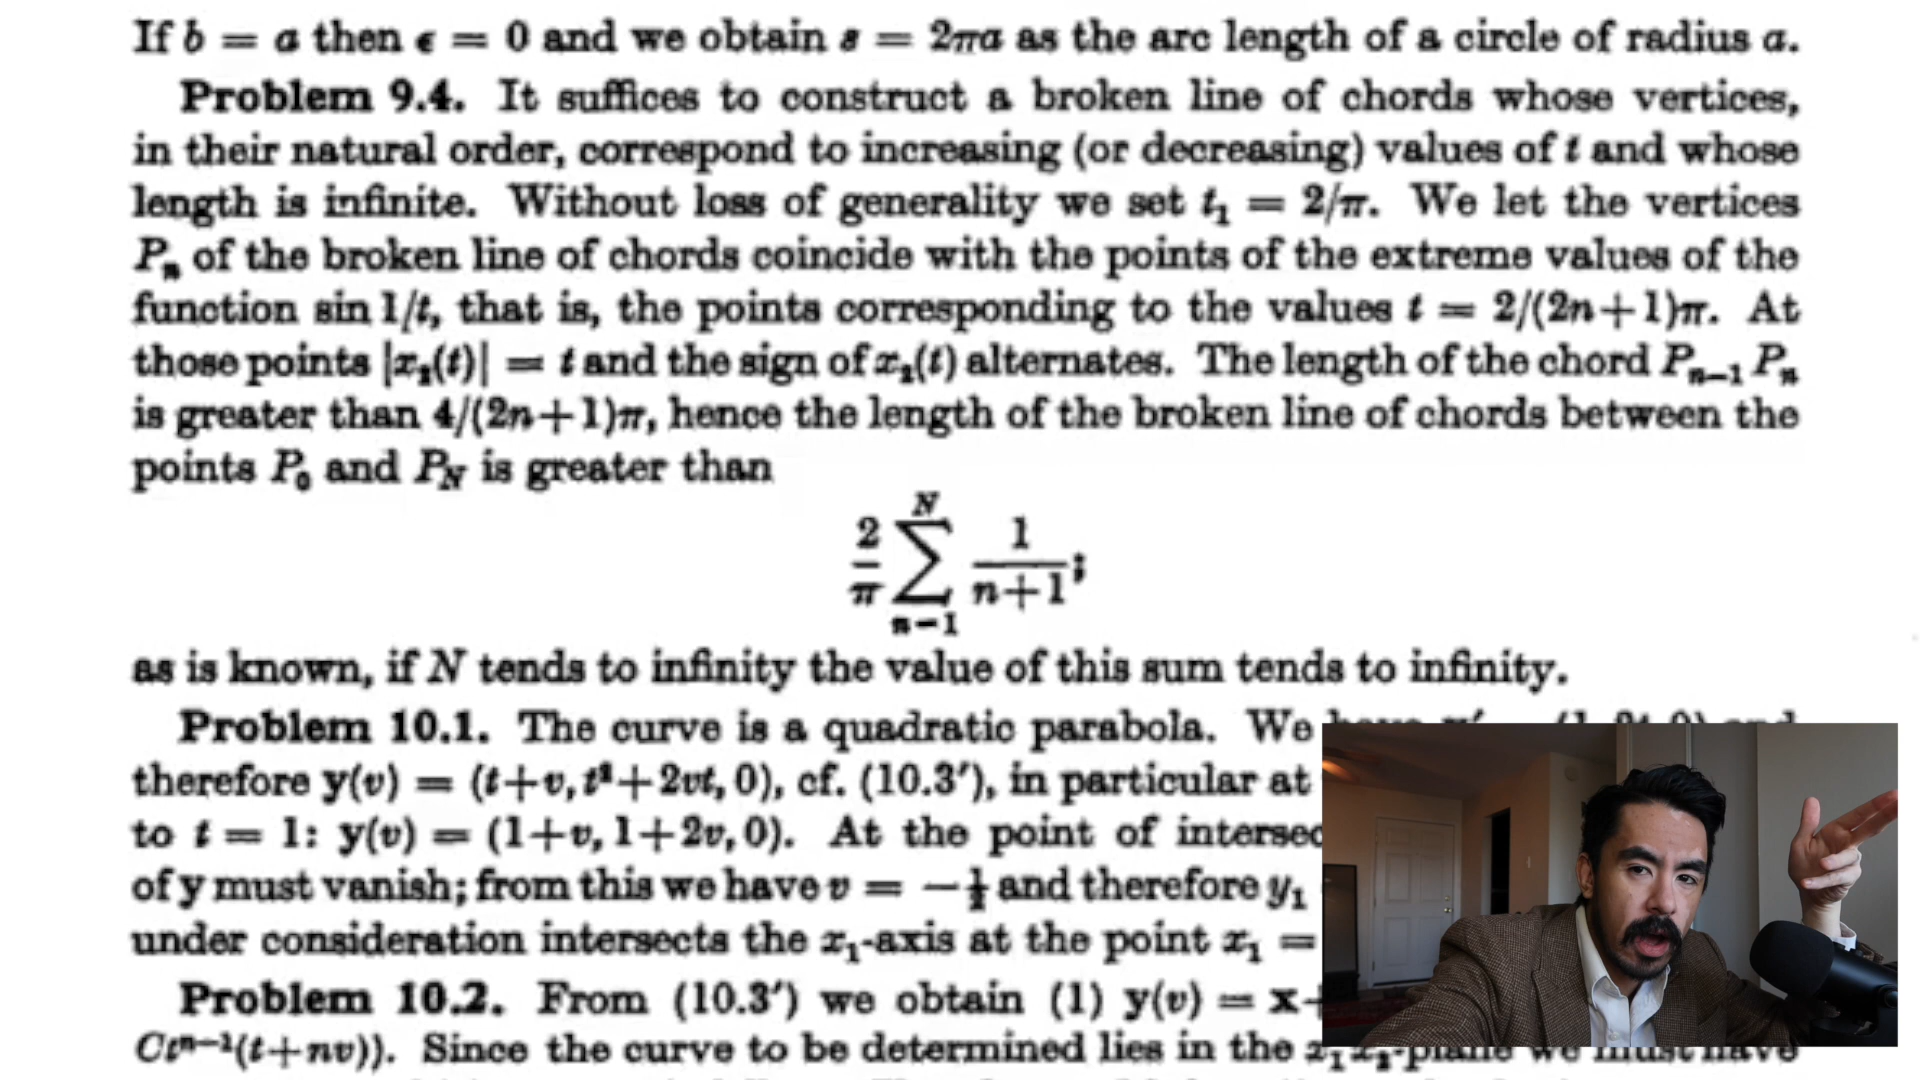 If b = a then ϵ = 0 and we obtain s = 2πa as the arc length of a circle of radius a.
Problem 9.4. It suffices to construct a broken line of chords whose vertices,
in their natural order, correspond to increasing (or decreasing) values of t and whose
length is infinite. Without loss of generality we set t₁ = 2/π. We let the vertices
Pₙ of the broken line of chords coincide with the points of the extreme values of the
function sin 1/t, that is, the points corresponding to the values t = 2/(2n+1)π. At
those points |x₂(t)| = t and the sign of x₂(t) alternates. The length of the chord Pₙ₋₁ Pₙ
is greater than 4/(2n+1)π, hence the length of the broken line of chords between the
points P₀ and P_N is greater than
2/π ∑_{n=1}^{N} 1/(n+1);
as is known, if N tends to infinity the value of this sum tends to infinity.
Problem 10.1. The curve is a quadratic parabola. We
therefore y(v) = (t+v, t²+2vt, 0), cf. (10.3′), in particular at
to t = 1: y(v) = (1+v, 1+2v, 0). At the point of intersec
of y must vanish; from this we have v = −½ and therefore y₁
under consideration intersects the x₁-axis at the point x₁ =
Problem 10.2. From (10.3′) we obtain (1) y(v) = x+
Ctⁿ⁻¹(t+nv)). Since the curve to be determined lies in the x₁x₂-plane we must have